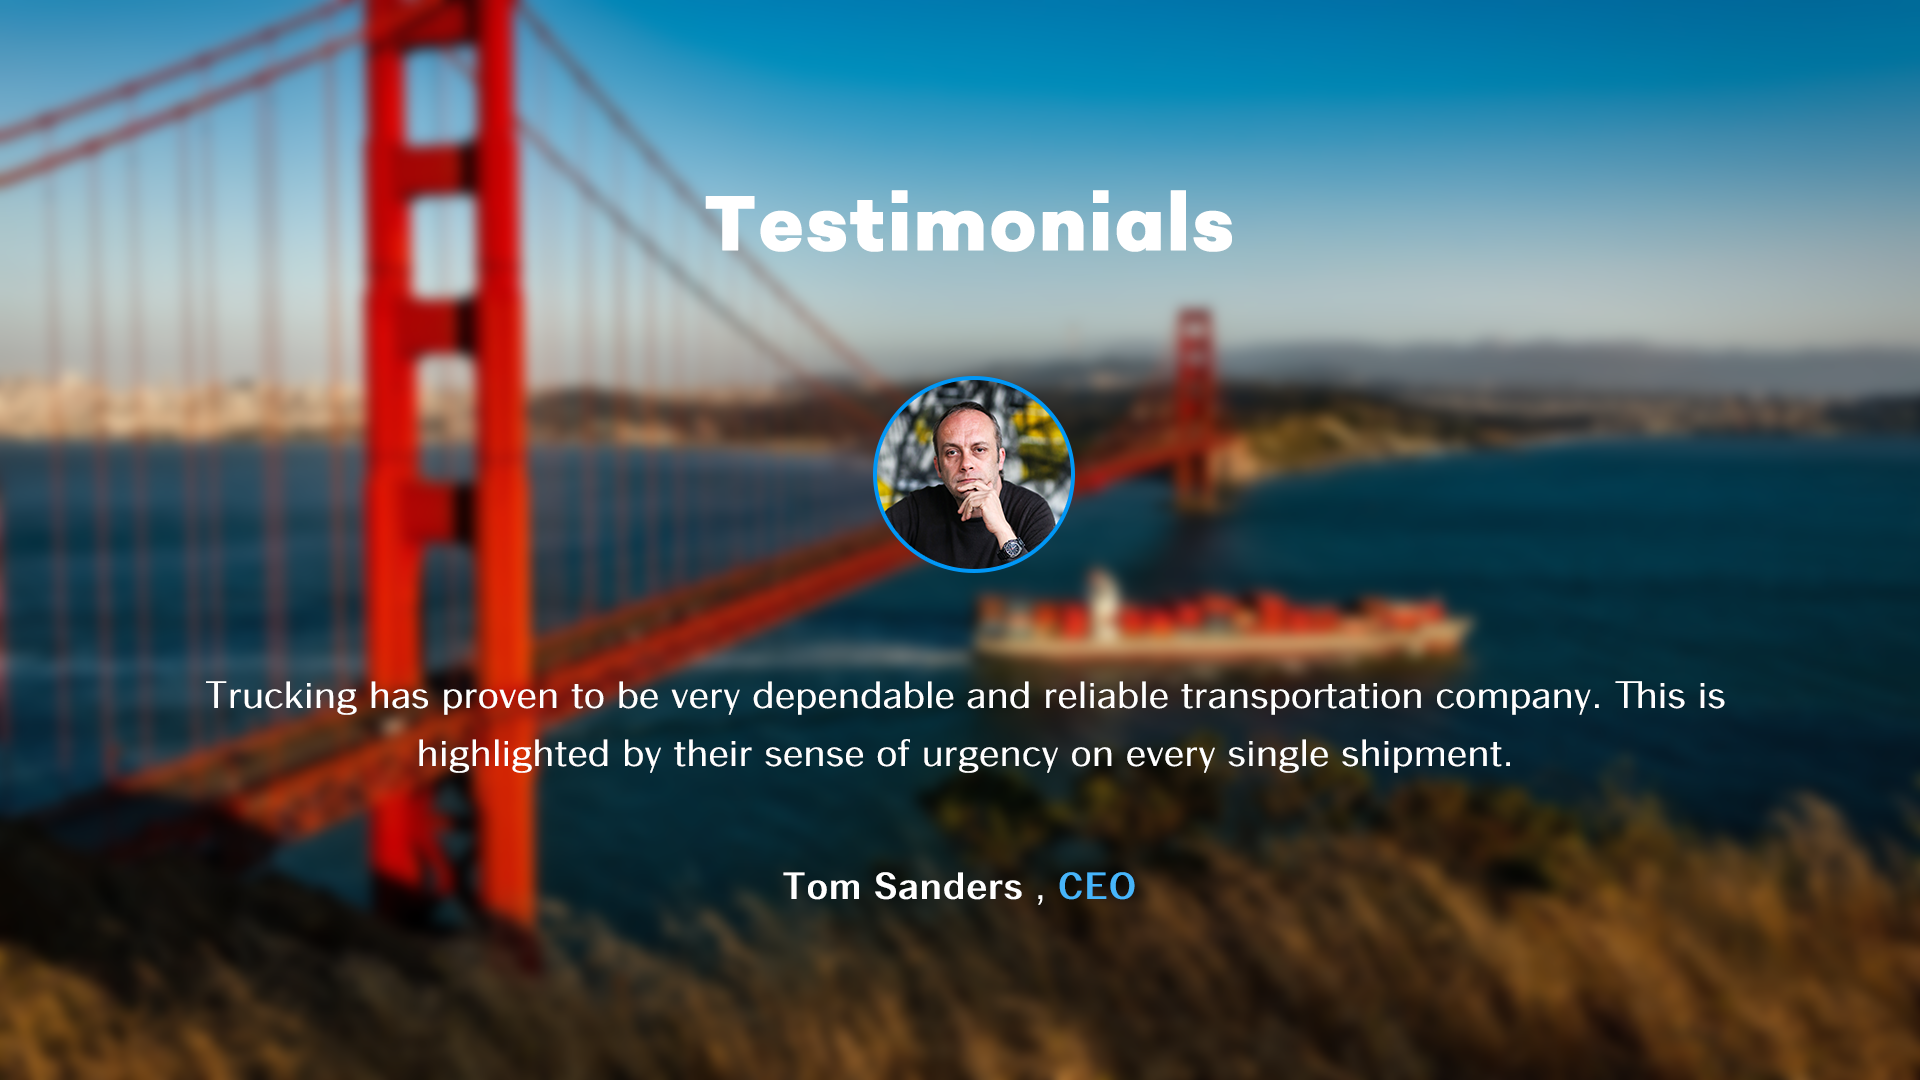 Testimonials
Trucking has proven to be very dependable and reliable transportation company. This is
highlighted by their sense of urgency on every single shipment.
Tom Sanders , CEO